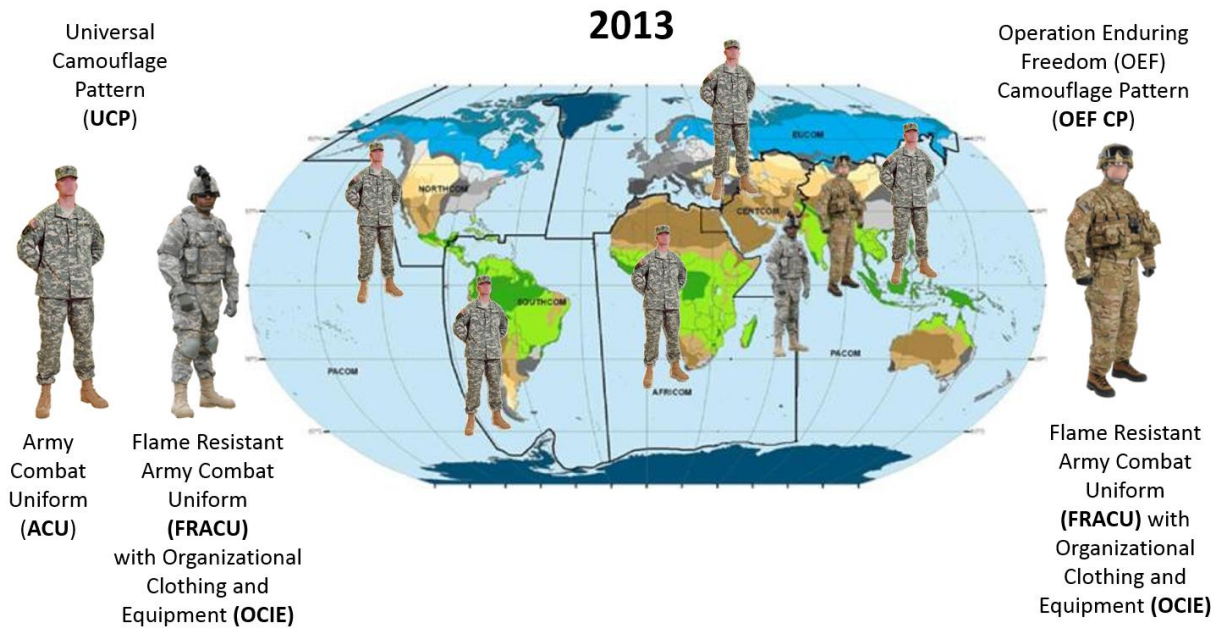 2013
Universal
Camouflage
Pattern
(UCP)
Operation Enduring
Freedom (OEF)
Camouflage Pattern
(OEF CP)
EUCOM
NORTHCOM
CENTCOM
SOUTHCOM
PACOM
PACOM
AFRICOM
Army
Combat
Uniform
(ACU)
Flame Resistant
Army Combat
Uniform
(FRACU)
with Organizational
Clothing and
Equipment (OCIE)
Flame Resistant
Army Combat
Uniform
(FRACU) with
Organizational
Clothing and
Equipment (OCIE)